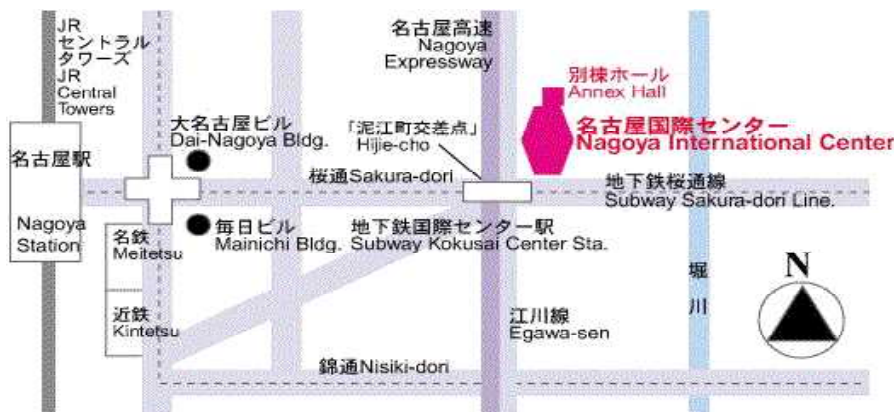 JR
セントラル
タワーズ
JR
Central
Towers
名古屋高速
Nagoya
Expressway
別棟ホール
Annex Hall
名古屋国際センター
Nagoya International Center
大名古屋ビル
Dai-Nagoya Bldg.
「泥江町交差点」
Hijie-cho
名古屋駅
Nagoya
Station
桜通Sakura-dori
地下鉄桜通線
Subway Sakura-dori Line.
毎日ビル
Mainichi Bldg.
地下鉄国際センター駅
Subway Kokusai Center Sta.
名鉄
Meitetsu
近鉄
Kintetsu
江川線
Egawa-sen
堀
川
N
錦通Nisiki-dori